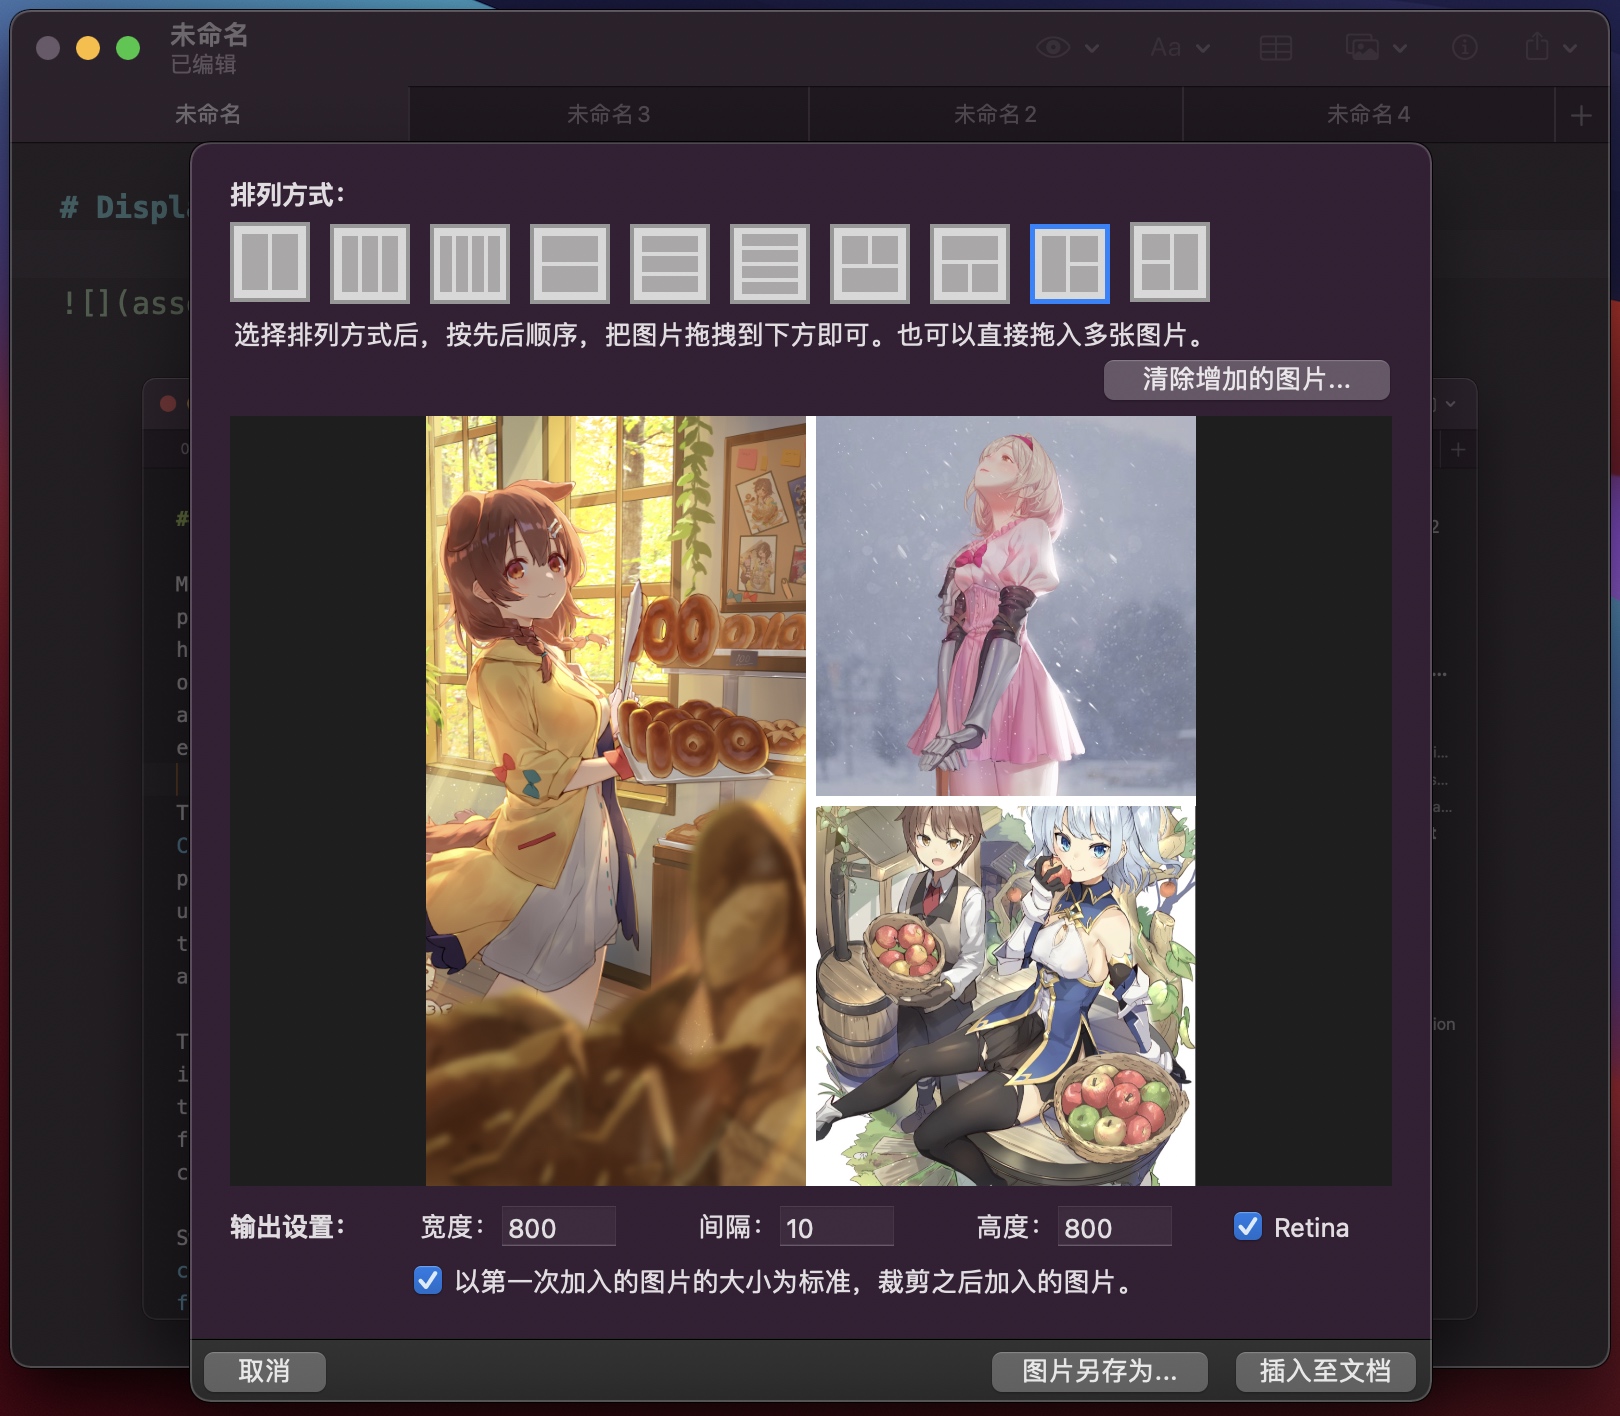 未命名
已编辑
Aa
未命名
未命名 3
未命名 2
未命名 4
# Displ
![](ass
排列方式：
选择排列方式后，按先后顺序，把图片拖拽到下方即可。也可以直接拖入多张图片。
清除增加的图片...
#
M
p
h
o
a
e
T
C
p
u
t
a
T
i
t
f
c
S
c
f
2
...
i...
s...
a...
t
ion
输出设置：
宽度： 800
间隔： 10
高度： 800
Retina
以第一次加入的图片的大小为标准，裁剪之后加入的图片。
取消
图片另存为...
插入至文档